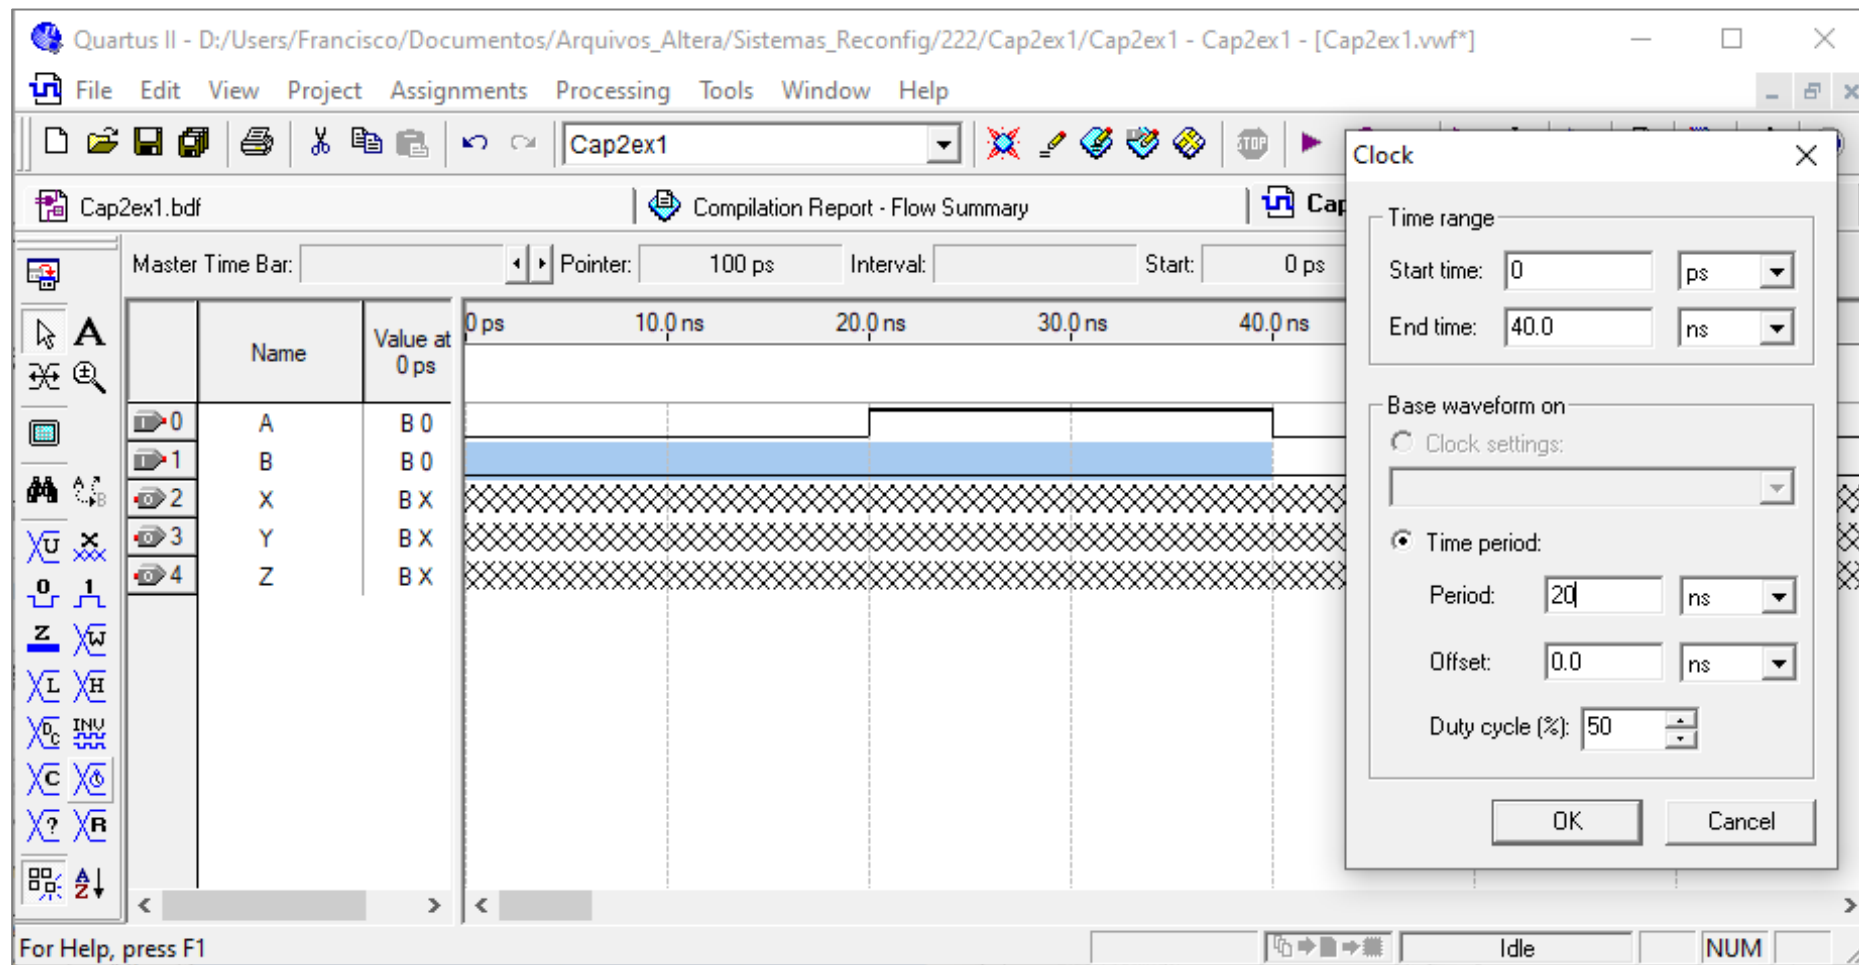 Quartus II - D:/Users/Francisco/Documentos/Arquivos_Altera/Sistemas_Reconfig/222/Cap2ex1/Cap2ex1 - Cap2ex1 - [Cap2ex1.vwf*]
File Edit View Project Assignments Processing Tools Window Help
Cap2ex1
STOP
Cap2ex1.bdf
Compilation Report - Flow Summary
Master Time Bar:
Pointer:
100 ps
Interval:
Start:
0 ps
Name
Value at
0 ps
0 ps
10.0 ns
20.0 ns
30.0 ns
40.0 ns
0 A B 0
1 B B 0
2 X B X
3 Y B X
4 Z B X
Clock
Time range
Start time: 0 ps
End time: 40.0 ns
Base waveform on
Clock settings:
Time period:
Period: 20 ns
Offset: 0.0 ns
Duty cycle (%): 50
OK Cancel
For Help, press F1
Idle
NUM